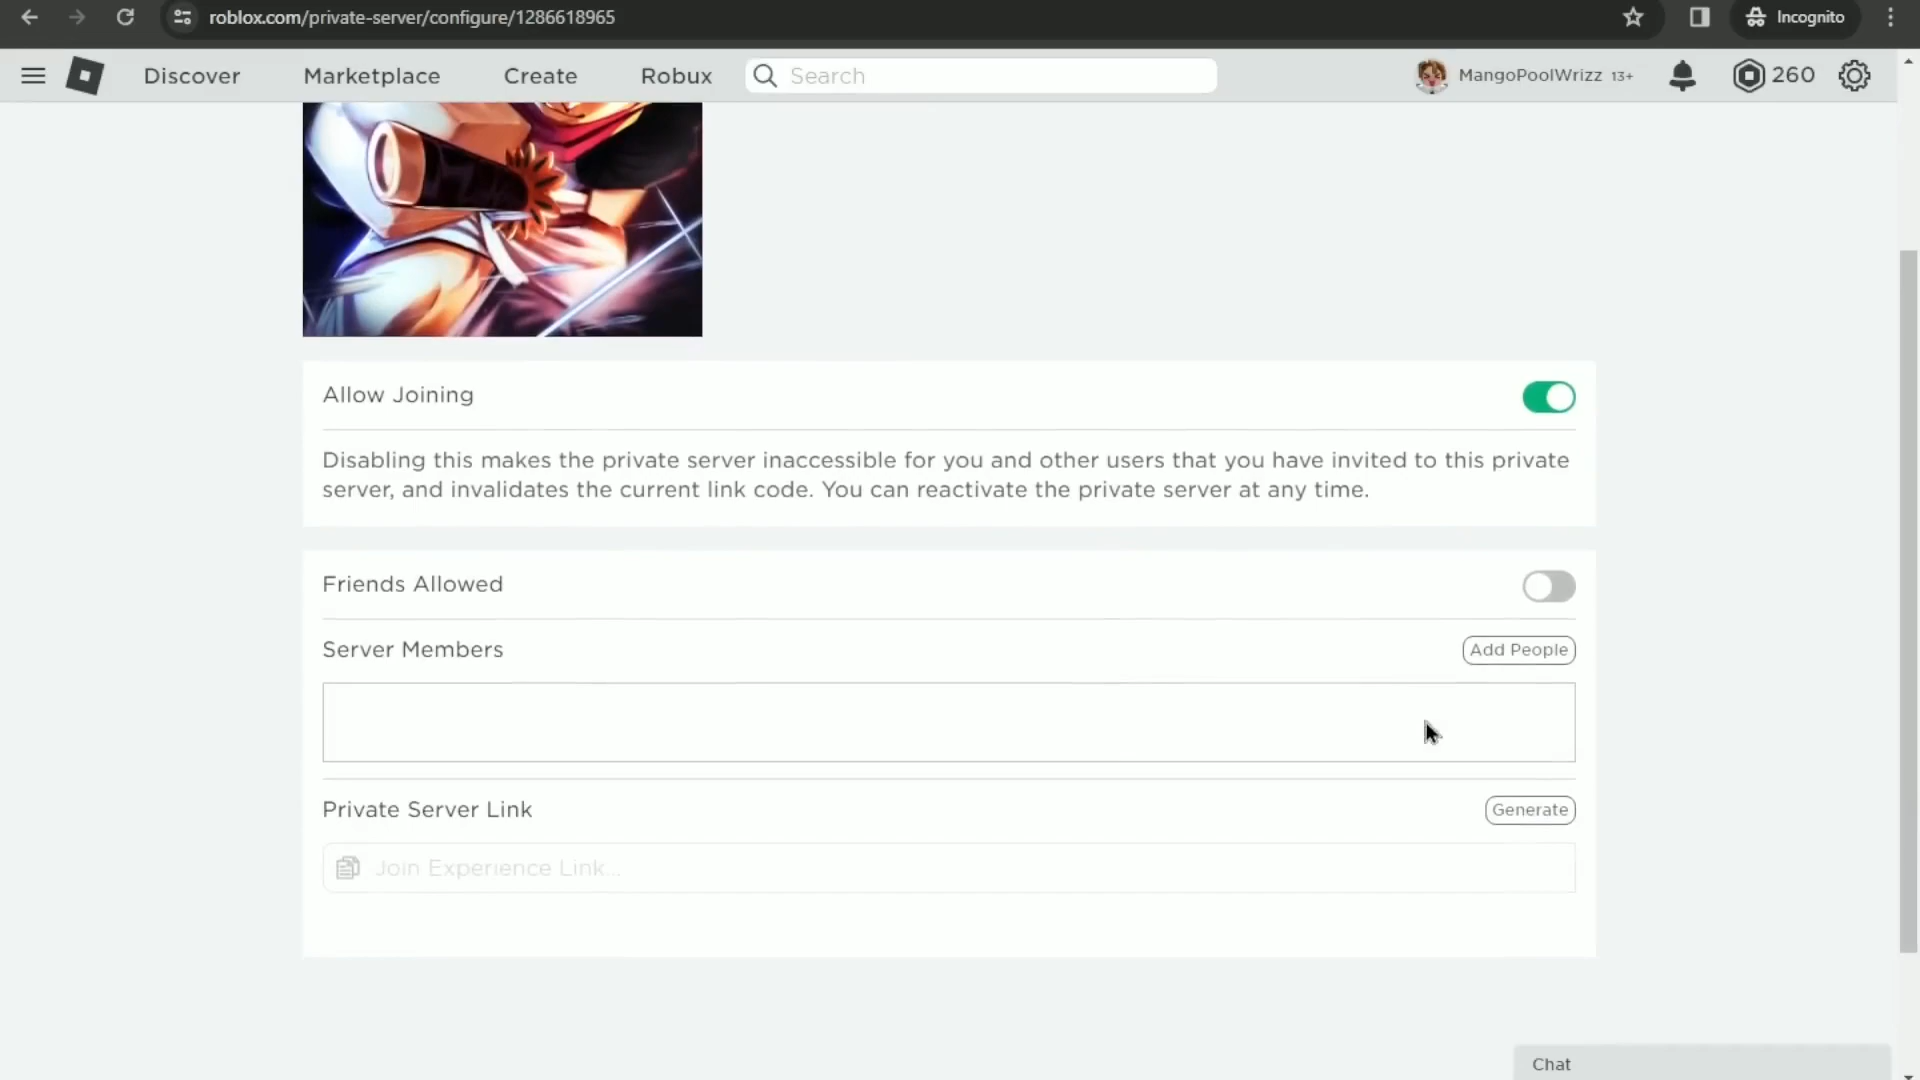 roblox.com/private-server/configure/1286618965
Incognito
Discover
Marketplace
Create
Robux
Search
MangoPoolWrizz 13+
260
Allow Joining
Disabling this makes the private server inaccessible for you and other users that you have invited to this private
server, and invalidates the current link code. You can reactivate the private server at any time.
Friends Allowed
Server Members
Add People
Private Server Link
Generate
Join Experience Link...
Chat